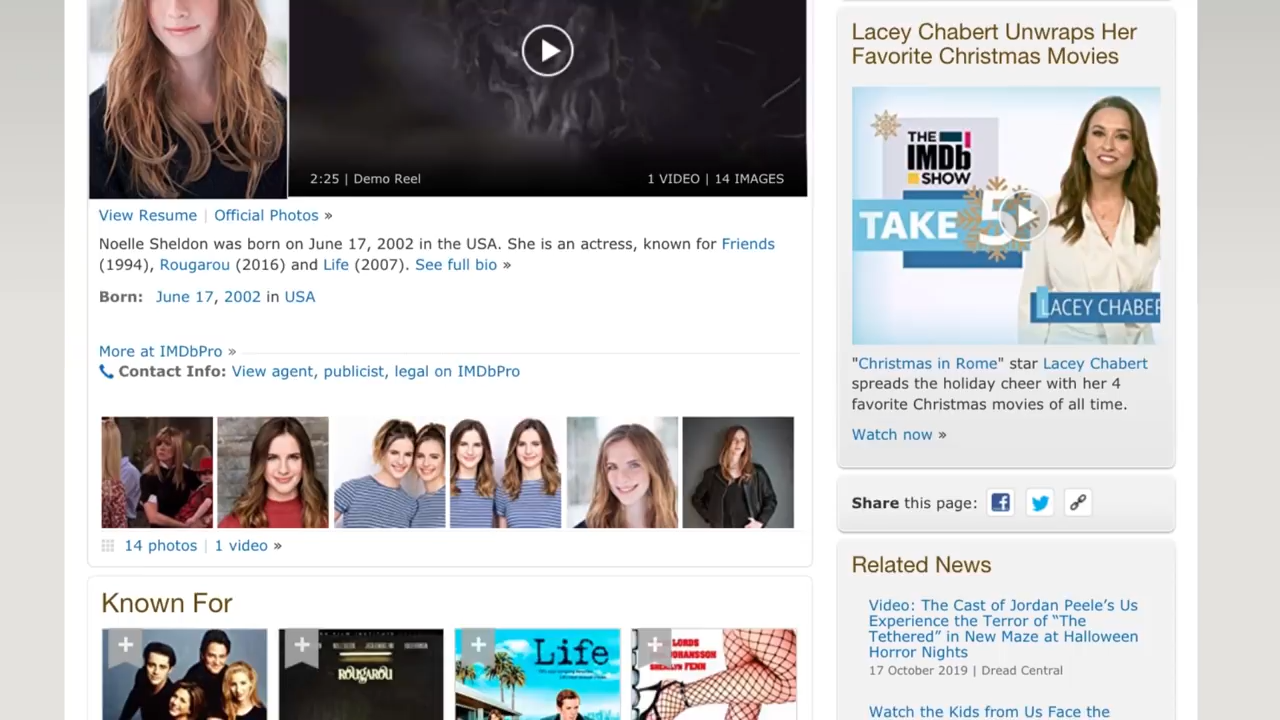 2:25 | Demo Reel
1 VIDEO | 14 IMAGES
View Resume | Official Photos »
Noelle Sheldon was born on June 17, 2002 in the USA. She is an actress, known for Friends
(1994), Rougarou (2016) and Life (2007). See full bio »
Born: June 17, 2002 in USA
More at IMDbPro »
Contact Info: View agent, publicist, legal on IMDbPro
14 photos | 1 video »
Known For
ROUGAROU
Life
LORDS
JOHANSSON
SHERILYN FENN
Lacey Chabert Unwraps Her
Favorite Christmas Movies
THE
IMDb
SHOW
TAKE 5
LACEY CHABER
"Christmas in Rome" star Lacey Chabert
spreads the holiday cheer with her 4
favorite Christmas movies of all time.
Watch now »
Share this page:
Related News
Video: The Cast of Jordan Peele's Us
Experience the Terror of "The
Tethered" in New Maze at Halloween
Horror Nights
17 October 2019 | Dread Central
Watch the Kids from Us Face the